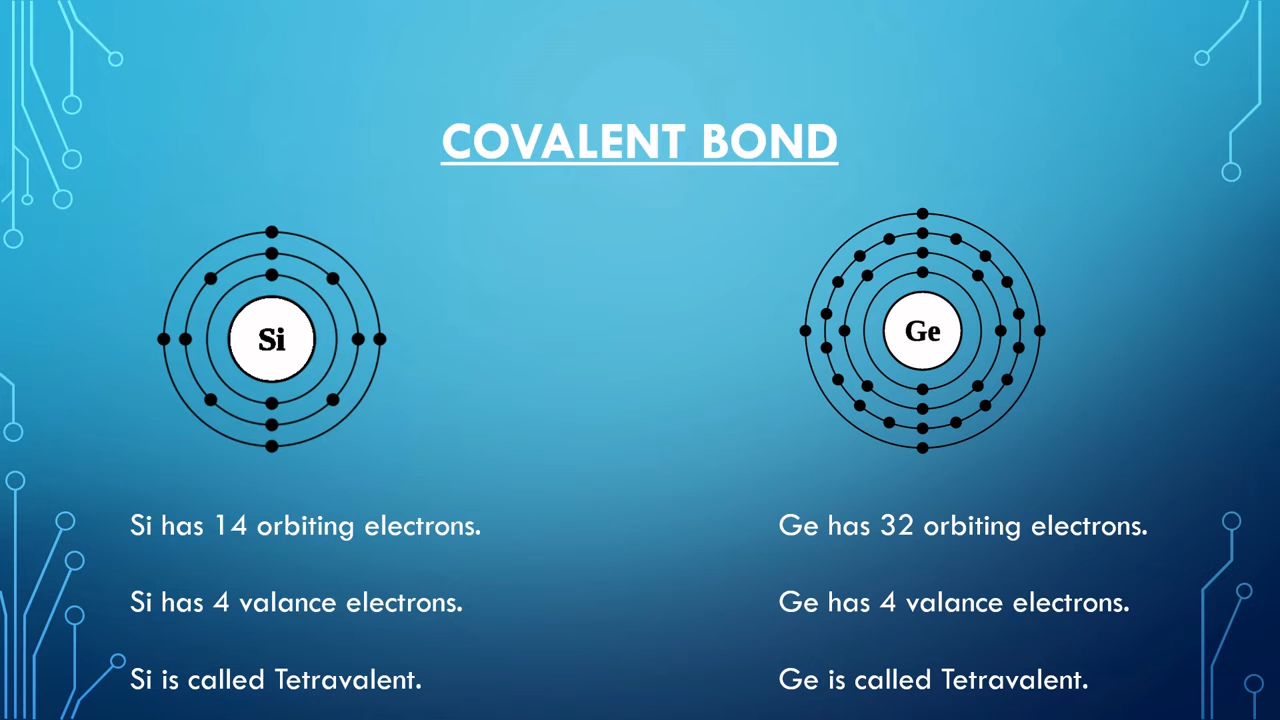 COVALENT BOND
Si
Ge
Si has 14 orbiting electrons.
Si has 4 valance electrons.
Si is called Tetravalent.
Ge has 32 orbiting electrons.
Ge has 4 valance electrons.
Ge is called Tetravalent.